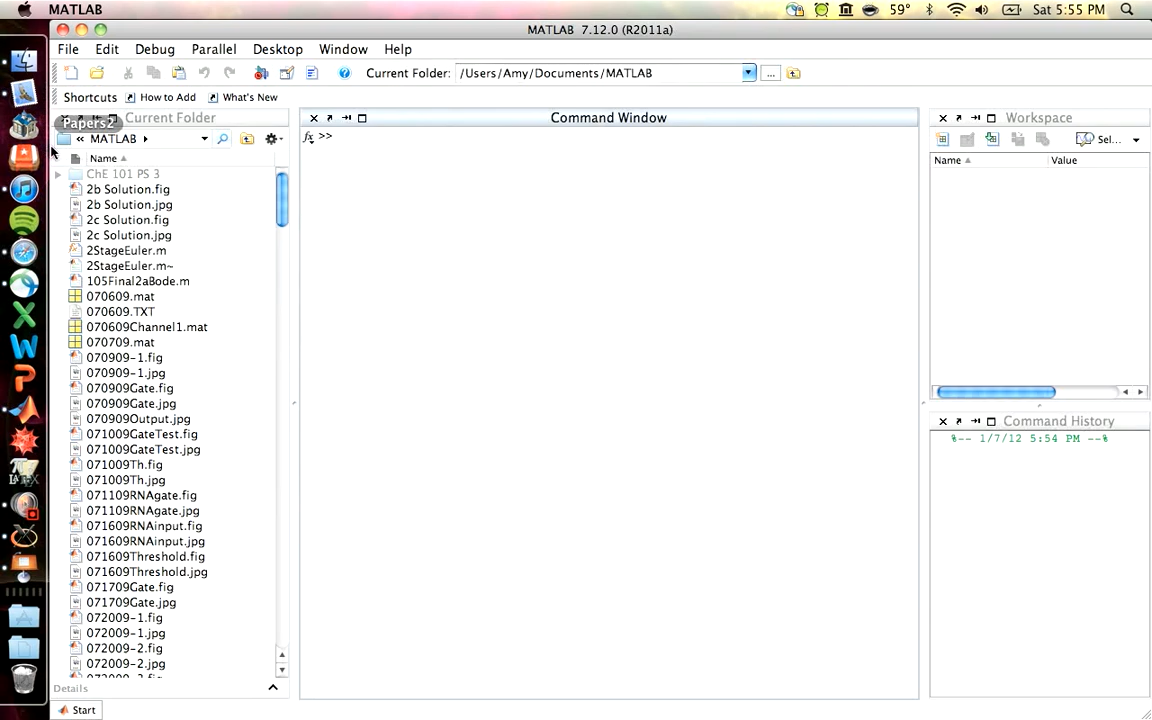 MATLAB 59° Sat 5:55 PM
MATLAB 7.12.0 (R2011a)
File Edit Debug Parallel Desktop Window Help
Current Folder: /Users/Amy/Documents/MATLAB ...
Shortcuts How to Add What's New
Papers2
Current Folder
« MATLAB
Name
ChE 101 PS 3
2b Solution.fig
2b Solution.jpg
2c Solution.fig
2c Solution.jpg
2StageEuler.m
2StageEuler.m~
105Final2aBode.m
070609.mat
070609.TXT
070609Channel1.mat
070709.mat
070909-1.fig
070909-1.jpg
070909Gate.fig
070909Gate.jpg
070909Output.jpg
071009GateTest.fig
071009GateTest.jpg
071009Th.fig
071009Th.jpg
071109RNAgate.fig
071109RNAgate.jpg
071609RNAinput.fig
071609RNAinput.jpg
071609Threshold.fig
071609Threshold.jpg
071709Gate.fig
071709Gate.jpg
072009-1.fig
072009-1.jpg
072009-2.fig
072009-2.jpg
Details
Start
Command Window
fx >>
Workspace
Sel...
Name Value
Command History
%-- 1/7/12 5:54 PM --%